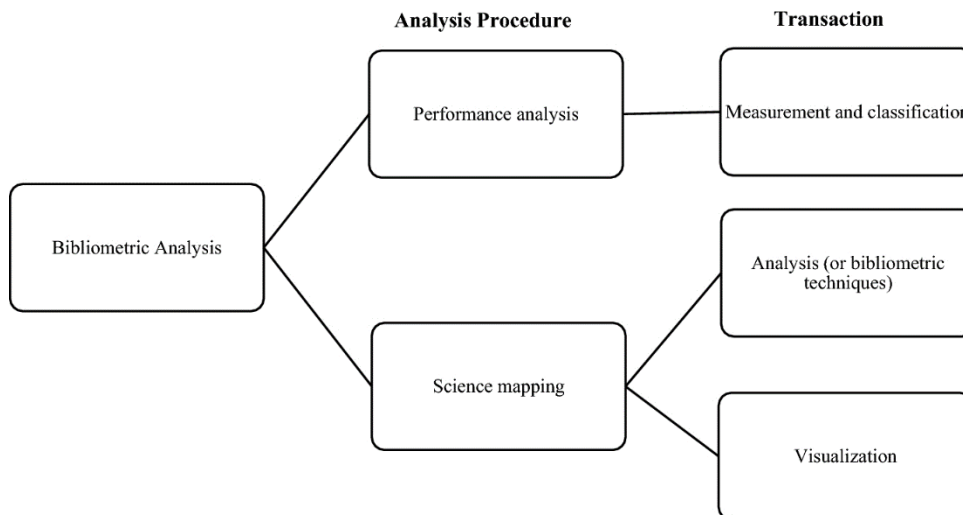 Analysis Procedure
Transaction
Performance analysis
Measurement and classification
Bibliometric Analysis
Analysis (or bibliometric
techniques)
Science mapping
Visualization